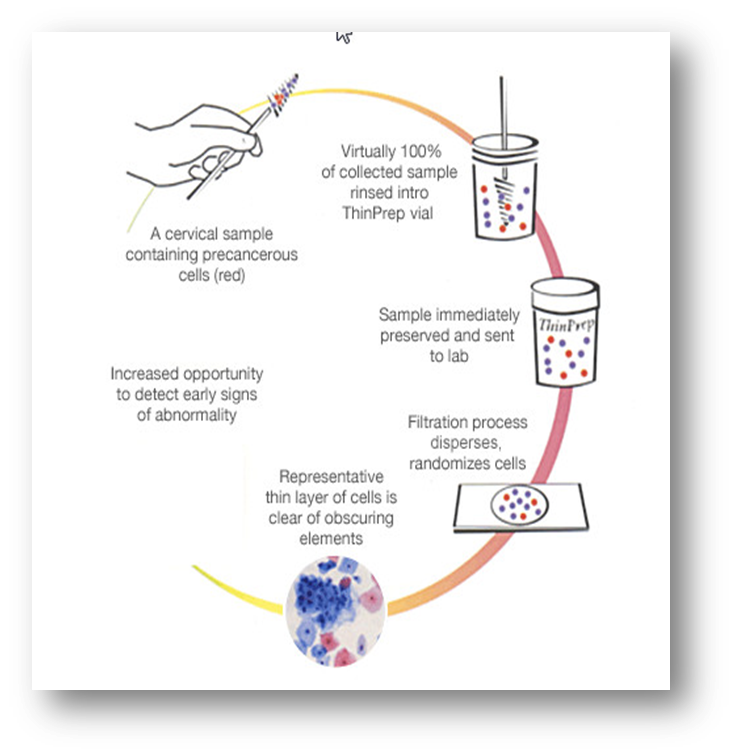 A cervical sample
containing precancerous
cells (red)
Virtually 100%
of collected sample
rinsed intro
ThinPrep vial
Sample immediately
preserved and sent
to lab
ThinPrep
Filtration process
disperses,
randomizes cells
Representative
thin layer of cells is
clear of obscuring
elements
Increased opportunity
to detect early signs
of abnormality